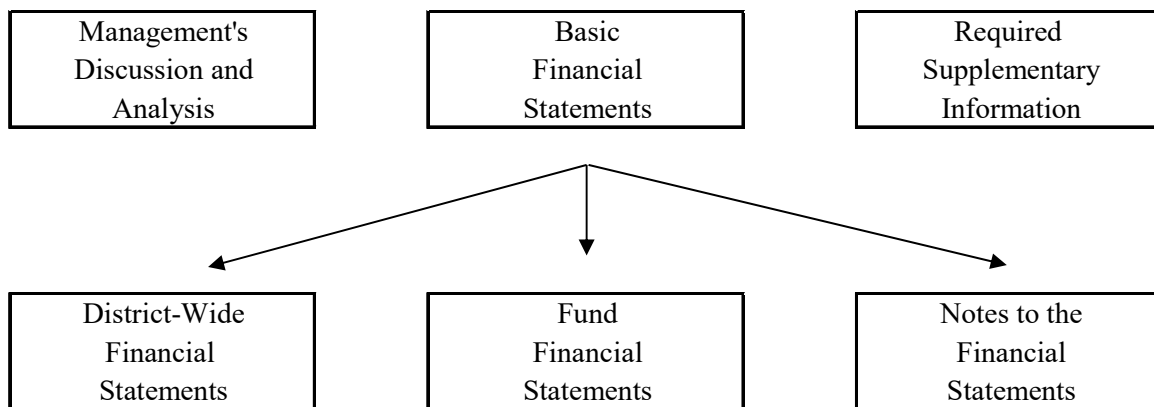 Management's
Discussion and
Analysis
Basic
Financial
Statements
Required
Supplementary
Information
District-Wide
Financial
Statements
Fund
Financial
Statements
Notes to the
Financial
Statements